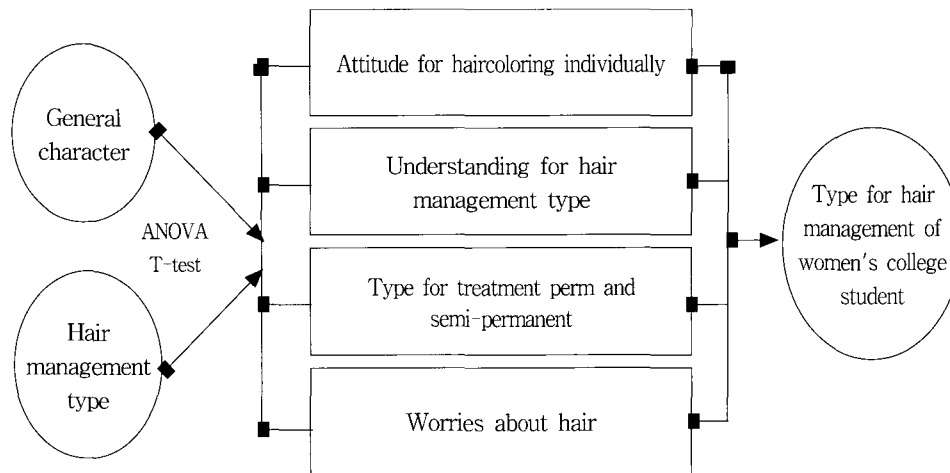 General
character
Hair
management
type
ANOVA
T-test
Attitude for haircoloring individually
Understanding for hair
management type
Type for treatment perm and
semi-permanent
Worries about hair
Type for hair
management of
women's college
student